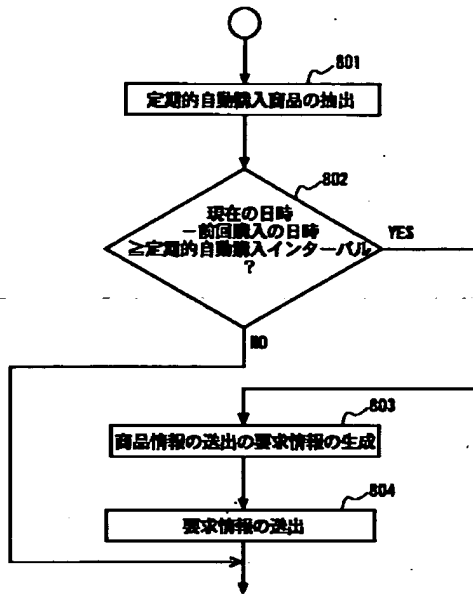 801
定期的自動購入商品の抽出
802
現在の日時
－前回購入の日時
≧定期的自動購入インターバル
？
YES
NO
803
商品情報の送出の要求情報の生成
804
要求情報の送出